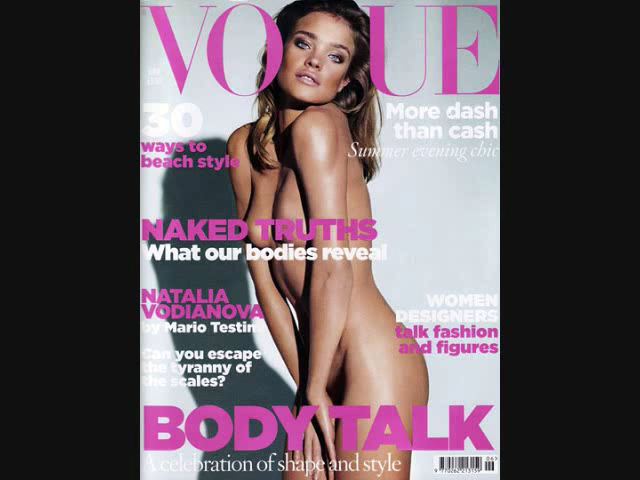 VOGUE
30
ways to
beach style
More dash
than cash
Summer evening chic
NAKED TRUTHS
What our bodies reveal
NATALIA
VODIANOVA
by Mario Testin
Can you escape
the tyranny of
the scales?
WOMEN
DESIGNERS
talk fashion
and figures
BODY TALK
A celebration of shape and style